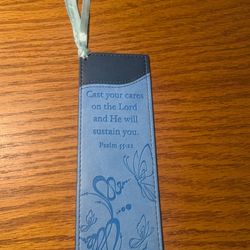 Cast your cares
on the Lord
and He will
sustain you.
Psalm 55:22